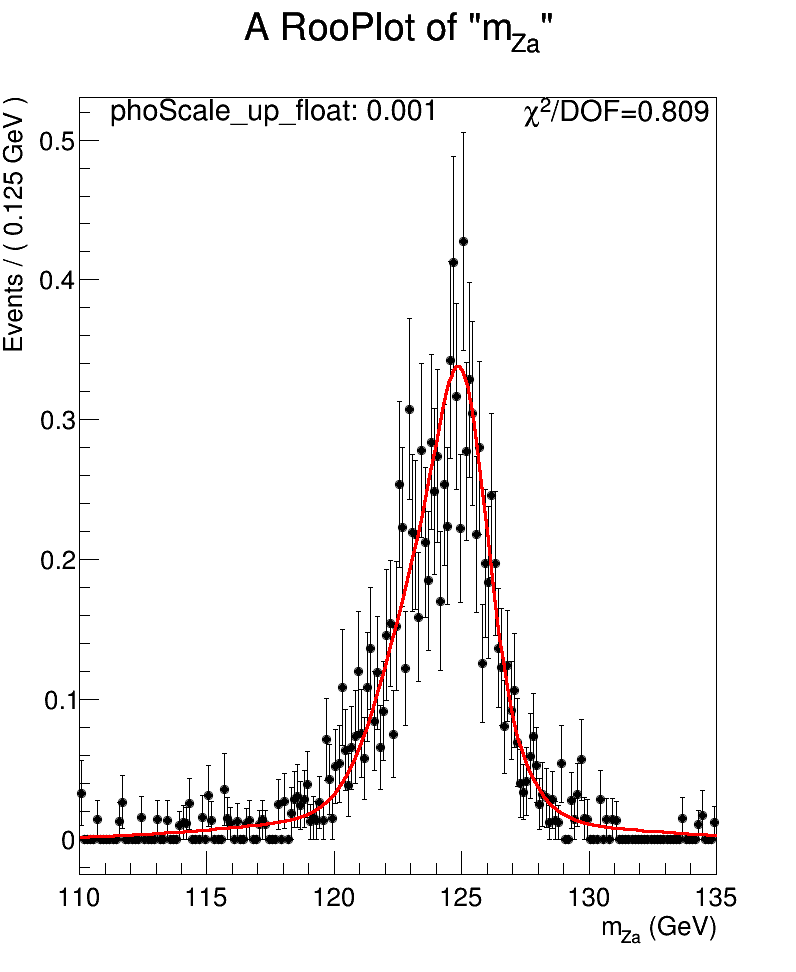 A RooPlot of "m_Za"
phoScale_up_float: 0.001 χ²/DOF=0.809
Events / ( 0.125 GeV )
0.5
0.4
0.3
0.2
0.1
0
110 115 120 125 130 135
m_Za (GeV)